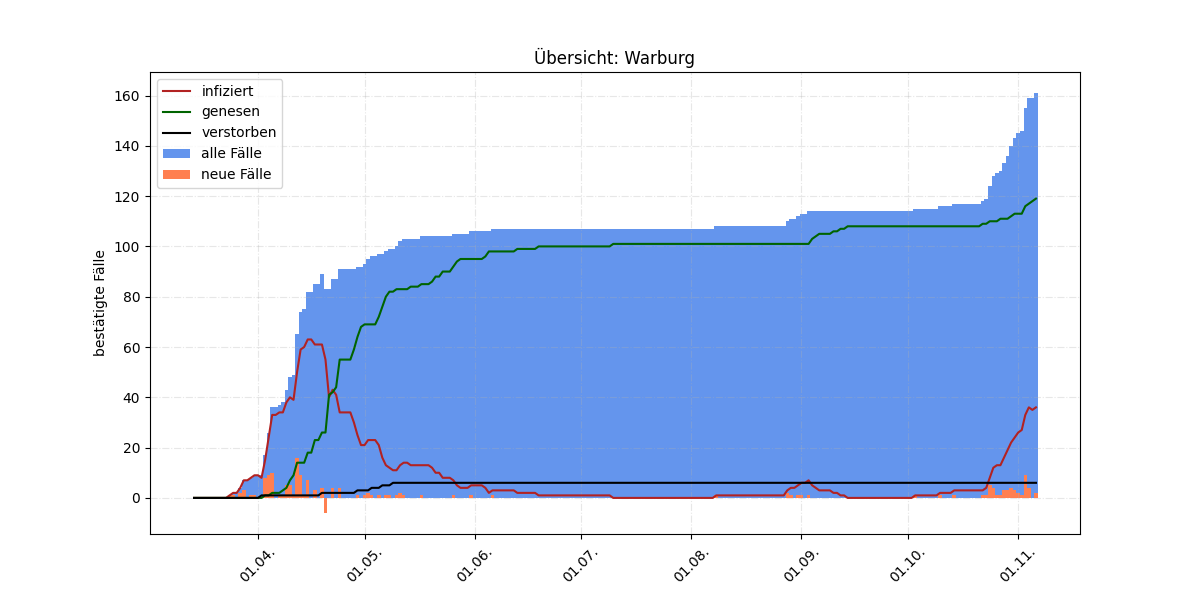 Übersicht: Warburg
infiziert
genesen
verstorben
alle Fälle
neue Fälle
bestätigte Fälle
160
140
120
100
80
60
40
20
0
01.04.
01.05.
01.06.
01.07.
01.08.
01.09.
01.10.
01.11.